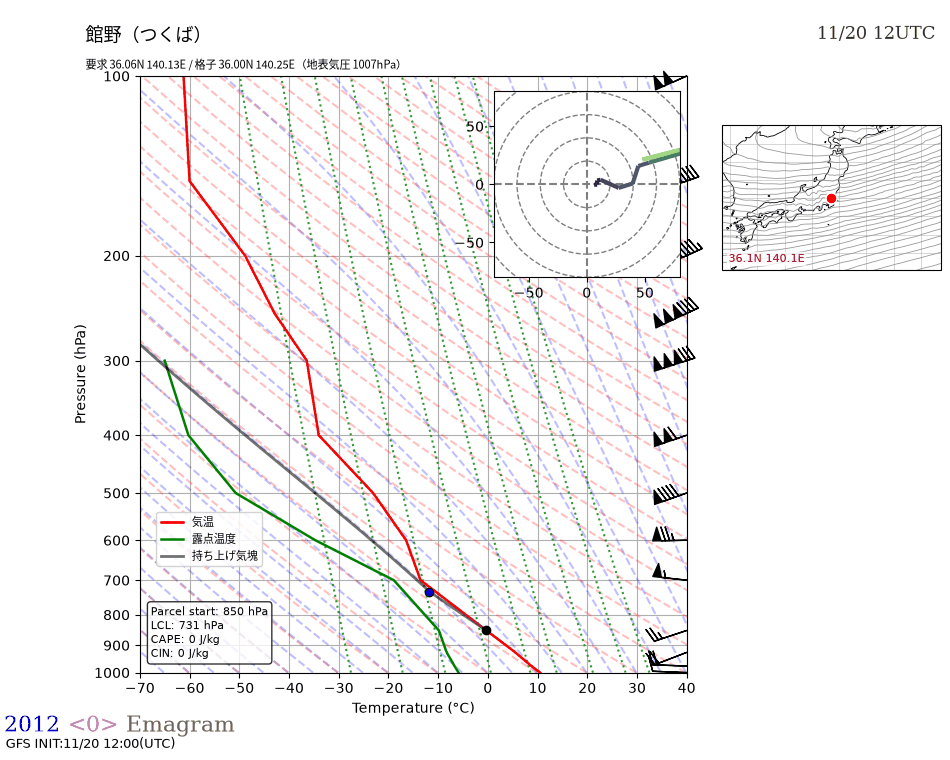 館野（つくば）
11/20 12UTC
要求 36.06N 140.13E / 格子 36.00N 140.25E（地表気圧 1007hPa）
100
200
300
400
500
600
700
800
900
1000
Pressure (hPa)
50
0
−50
−50 0 50
36.1N 140.1E
気温
露点温度
持ち上げ気塊
Parcel start: 850 hPa
LCL: 731 hPa
CAPE: 0 J/kg
CIN: 0 J/kg
−70 −60 −50 −40 −30 −20 −10 0 10 20 30 40
Temperature (°C)
2012 <0> Emagram
GFS INIT:11/20 12:00(UTC)